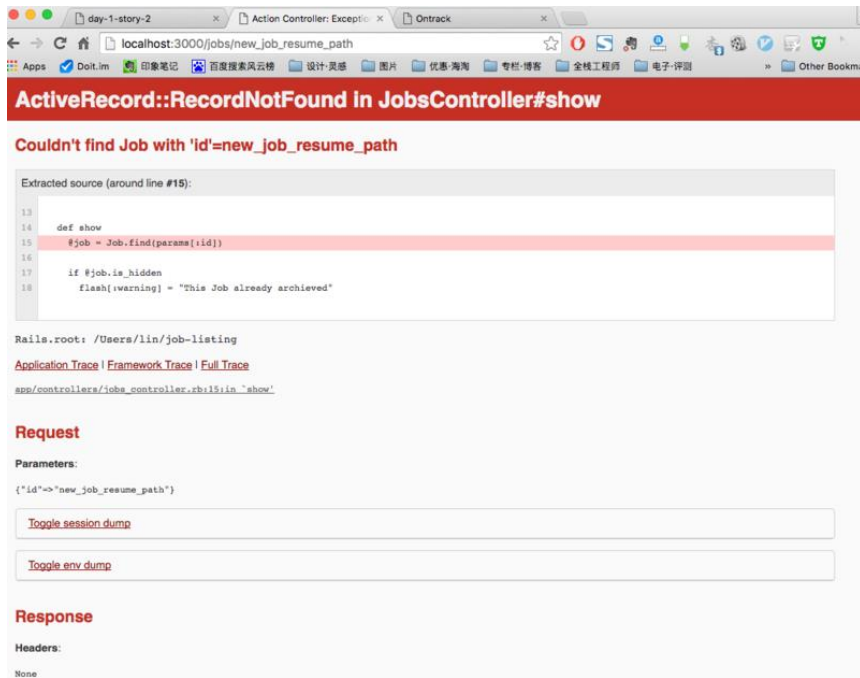 day-1-story-2
Action Controller: Exceptio
Ontrack
localhost:3000/jobs/new_job_resume_path
Apps
Doit.im
印象笔记
百度搜索风云榜
设计·灵感
图片
优惠·海淘
专栏·博客
全栈工程师
电子·评测
»
Other Bookma
ActiveRecord::RecordNotFound in JobsController#show
Couldn't find Job with 'id'=new_job_resume_path
Extracted source (around line #15):
13
14 def show
15 @job = Job.find(params[:id])
16
17 if @job.is_hidden
18 flash[:warning] = "This Job already archieved"
Rails.root: /Users/lin/job-listing
Application Trace | Framework Trace | Full Trace
app/controllers/jobs_controller.rb:15:in `show'
Request
Parameters:
{"id"=>"new_job_resume_path"}
Toggle session dump
Toggle env dump
Response
Headers:
None